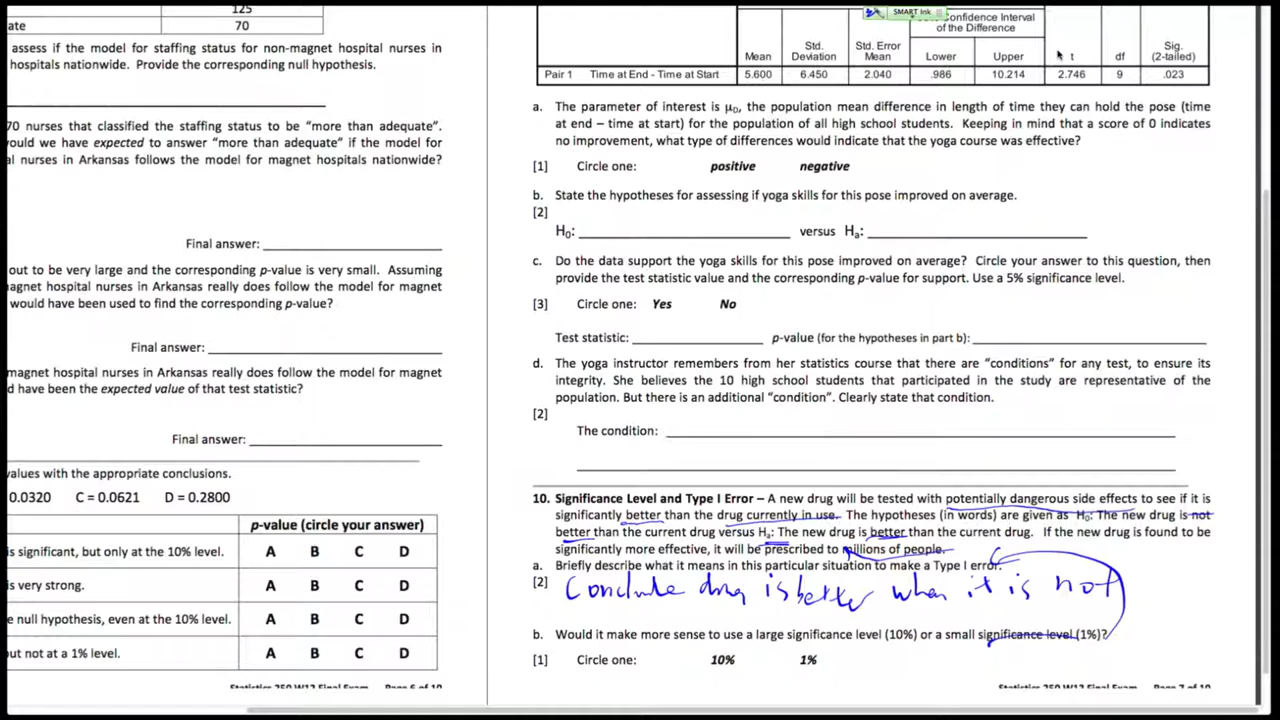 125
ate 70
assess if the model for staffing status for non-magnet hospital nurses in
hospitals nationwide. Provide the corresponding null hypothesis.
70 nurses that classified the staffing status to be “more than adequate”.
ould we have expected to answer “more than adequate” if the model for
al nurses in Arkansas follows the model for magnet hospitals nationwide?
Final answer:
out to be very large and the corresponding p-value is very small. Assuming
agnet hospital nurses in Arkansas really does follow the model for magnet
would have been used to find the corresponding p-value?
Final answer:
magnet hospital nurses in Arkansas really does follow the model for magnet
d have been the expected value of that test statistic?
Final answer:
values with the appropriate conclusions.
0.0320 C = 0.0621 D = 0.2800
p-value (circle your answer)
is significant, but only at the 10% level. A B C D
is very strong. A B C D
e null hypothesis, even at the 10% level. A B C D
but not at a 1% level. A B C D
Statistics 250 W13 Final Exam Page 6 of 10
SMART Ink
Confidence Interval
of the Difference
Mean Std. Deviation Std. Error Mean Lower Upper t df Sig. (2-tailed)
Pair 1 Time at End - Time at Start 5.600 6.450 2.040 .986 10.214 2.746 9 .023
a. The parameter of interest is μD, the population mean difference in length of time they can hold the pose (time
at end – time at start) for the population of all high school students. Keeping in mind that a score of 0 indicates
no improvement, what type of differences would indicate that the yoga course was effective?
[1] Circle one: positive negative
b. State the hypotheses for assessing if yoga skills for this pose improved on average.
[2]
H0: versus Ha:
c. Do the data support the yoga skills for this pose improved on average? Circle your answer to this question, then
provide the test statistic value and the corresponding p-value for support. Use a 5% significance level.
[3] Circle one: Yes No
Test statistic: p-value (for the hypotheses in part b):
d. The yoga instructor remembers from her statistics course that there are “conditions” for any test, to ensure its
integrity. She believes the 10 high school students that participated in the study are representative of the
population. But there is an additional “condition”. Clearly state that condition.
[2]
The condition:
10. Significance Level and Type I Error – A new drug will be tested with potentially dangerous side effects to see if it is
significantly better than the drug currently in use. The hypotheses (in words) are given as H0: The new drug is not
better than the current drug versus Ha: The new drug is better than the current drug. If the new drug is found to be
significantly more effective, it will be prescribed to millions of people.
a. Briefly describe what it means in this particular situation to make a Type I error.
[2] Conclude drug is better when it is not
b. Would it make more sense to use a large significance level (10%) or a small significance level (1%)?
[1] Circle one: 10% 1%
Statistics 250 W13 Final Exam Page 7 of 10